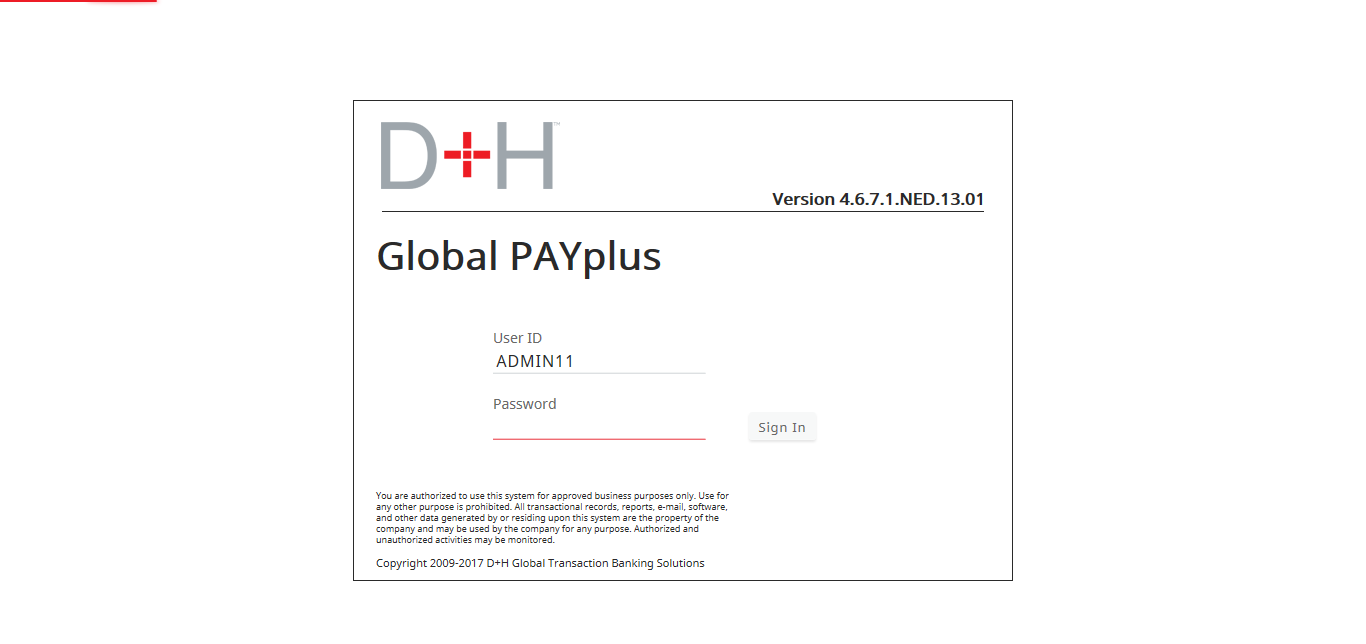 D+H™
Version 4.6.7.1.NED.13.01
Global PAYplus
User ID
ADMIN11
Password
Sign In
You are authorized to use this system for approved business purposes only. Use for
any other purpose is prohibited. All transactional records, reports, e-mail, software,
and other data generated by or residing upon this system are the property of the
company and may be used by the company for any purpose. Authorized and
unauthorized activities may be monitored.
Copyright 2009-2017 D+H Global Transaction Banking Solutions